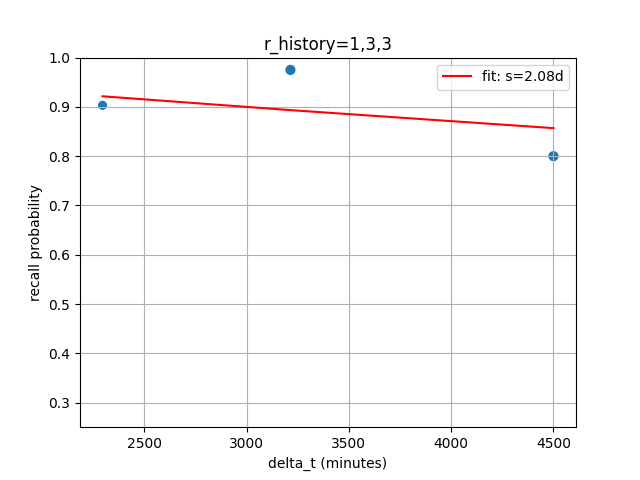 r_history=1,3,3
fit: s=2.08d
1.0
0.9
0.8
0.7
0.6
0.5
0.4
0.3
recall probability
2500 3000 3500 4000 4500
delta_t (minutes)